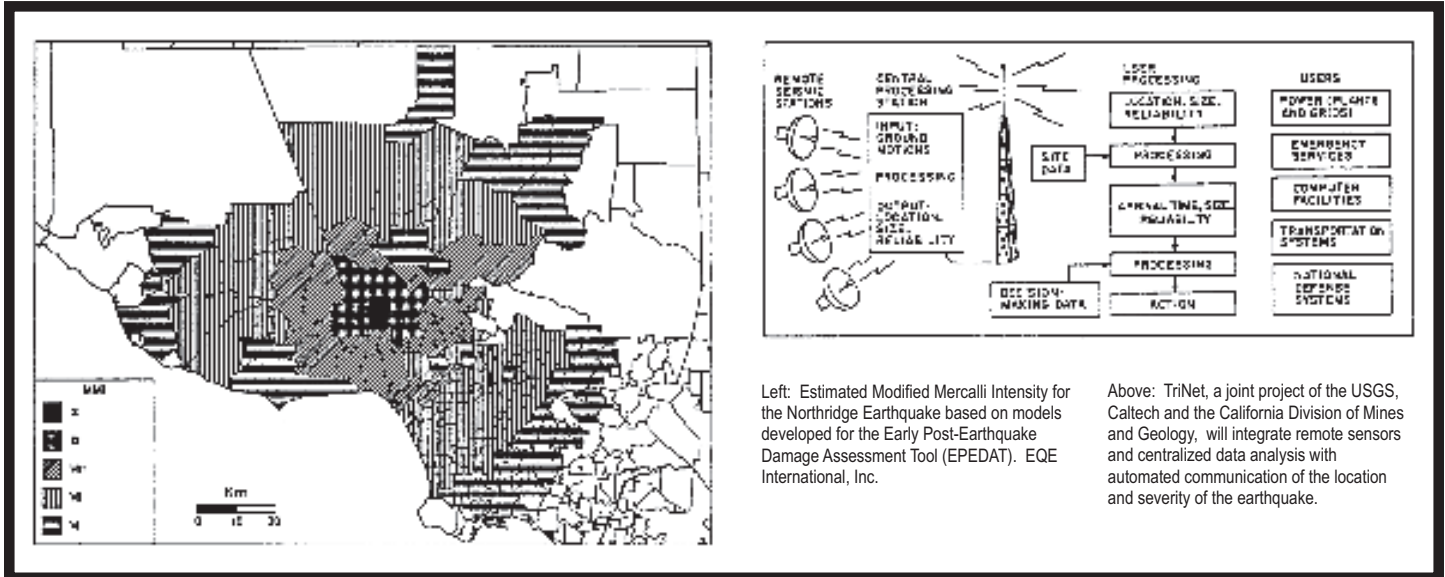 MMI
X
IX
VIII
VII
VI
Km
0 15 30
REMOTE
SEISMIC
STATIONS
CENTRAL
PROCESSING
STATION
INPUT:
GROUND
MOTIONS
PROCESSING
OUTPUT:
LOCATION,
SIZE,
RELIABILITY
USER
PROCESSING
LOCATION, SIZE,
RELIABILITY
SITE
DATA
PROCESSING
ARRIVAL TIME, SIZE,
RELIABILITY
PROCESSING
DECISION-
MAKING DATA
ACTION
USERS
POWER (PLANTS
AND GRIDS)
EMERGENCY
SERVICES
COMPUTER
FACILITIES
TRANSPORTATION
SYSTEMS
NATIONAL
DEFENSE
SYSTEMS
Left: Estimated Modified Mercalli Intensity for
the Northridge Earthquake based on models
developed for the Early Post-Earthquake
Damage Assessment Tool (EPEDAT). EQE
International, Inc.
Above: TriNet, a joint project of the USGS,
Caltech and the California Division of Mines
and Geology, will integrate remote sensors
and centralized data analysis with
automated communication of the location
and severity of the earthquake.